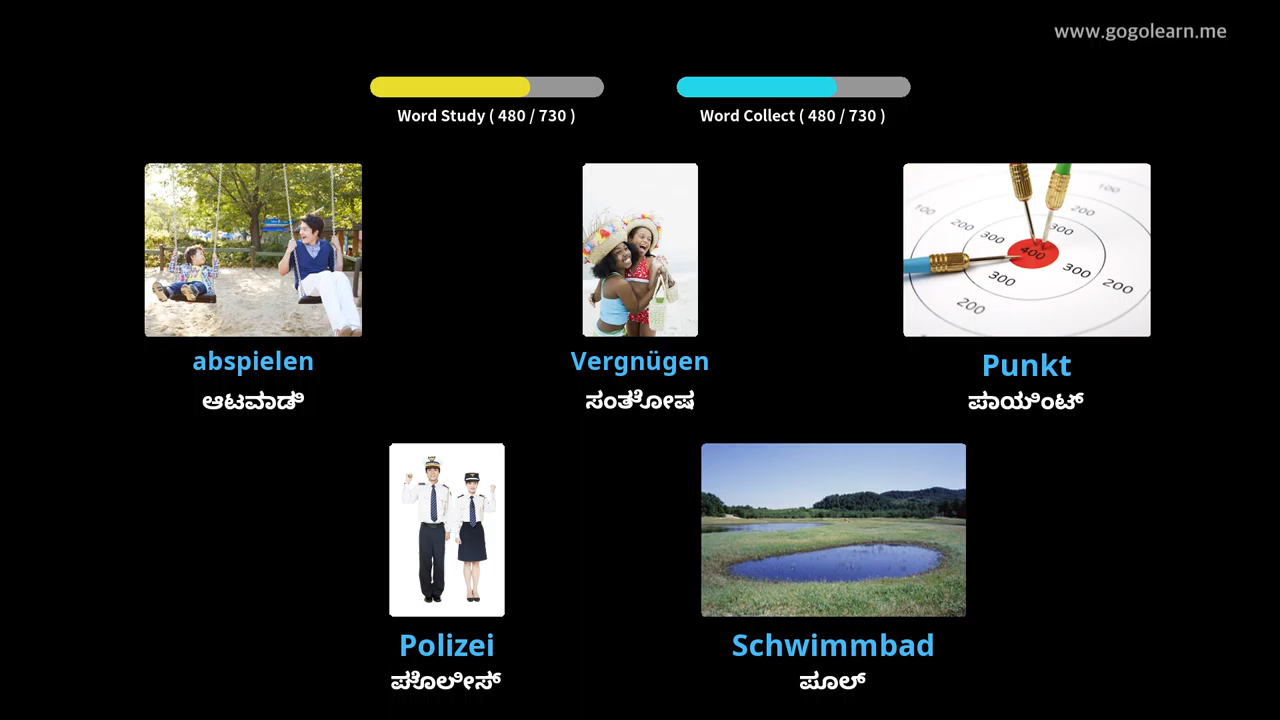 www.gogolearn.me
Word Study ( 480 / 730 )
Word Collect ( 480 / 730 )
abspielen
Vergnügen
Punkt
ಆಟವಾಡಿ
ಸಂತೋಷ
ಪಾಯಿಂಟ್
Polizei
Schwimmbad
ಪೊಲೀಸ್
ಪೂಲ್